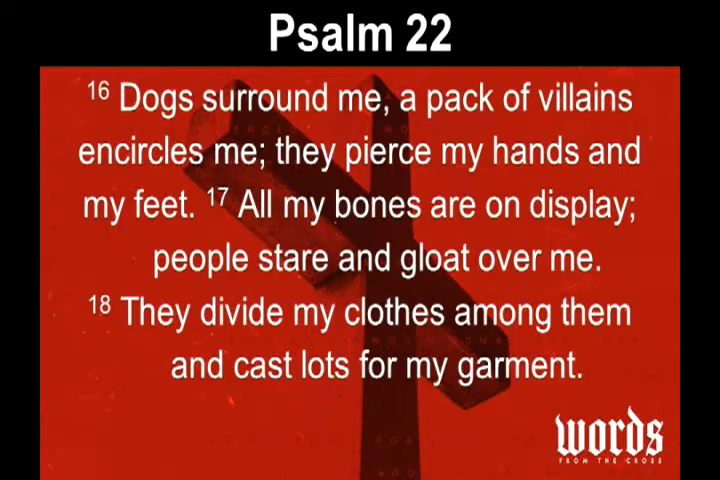 Psalm 22
16 Dogs surround me, a pack of villains
encircles me; they pierce my hands and
my feet. 17 All my bones are on display;
people stare and gloat over me.
18 They divide my clothes among them
and cast lots for my garment.
words
FROM THE CROSS